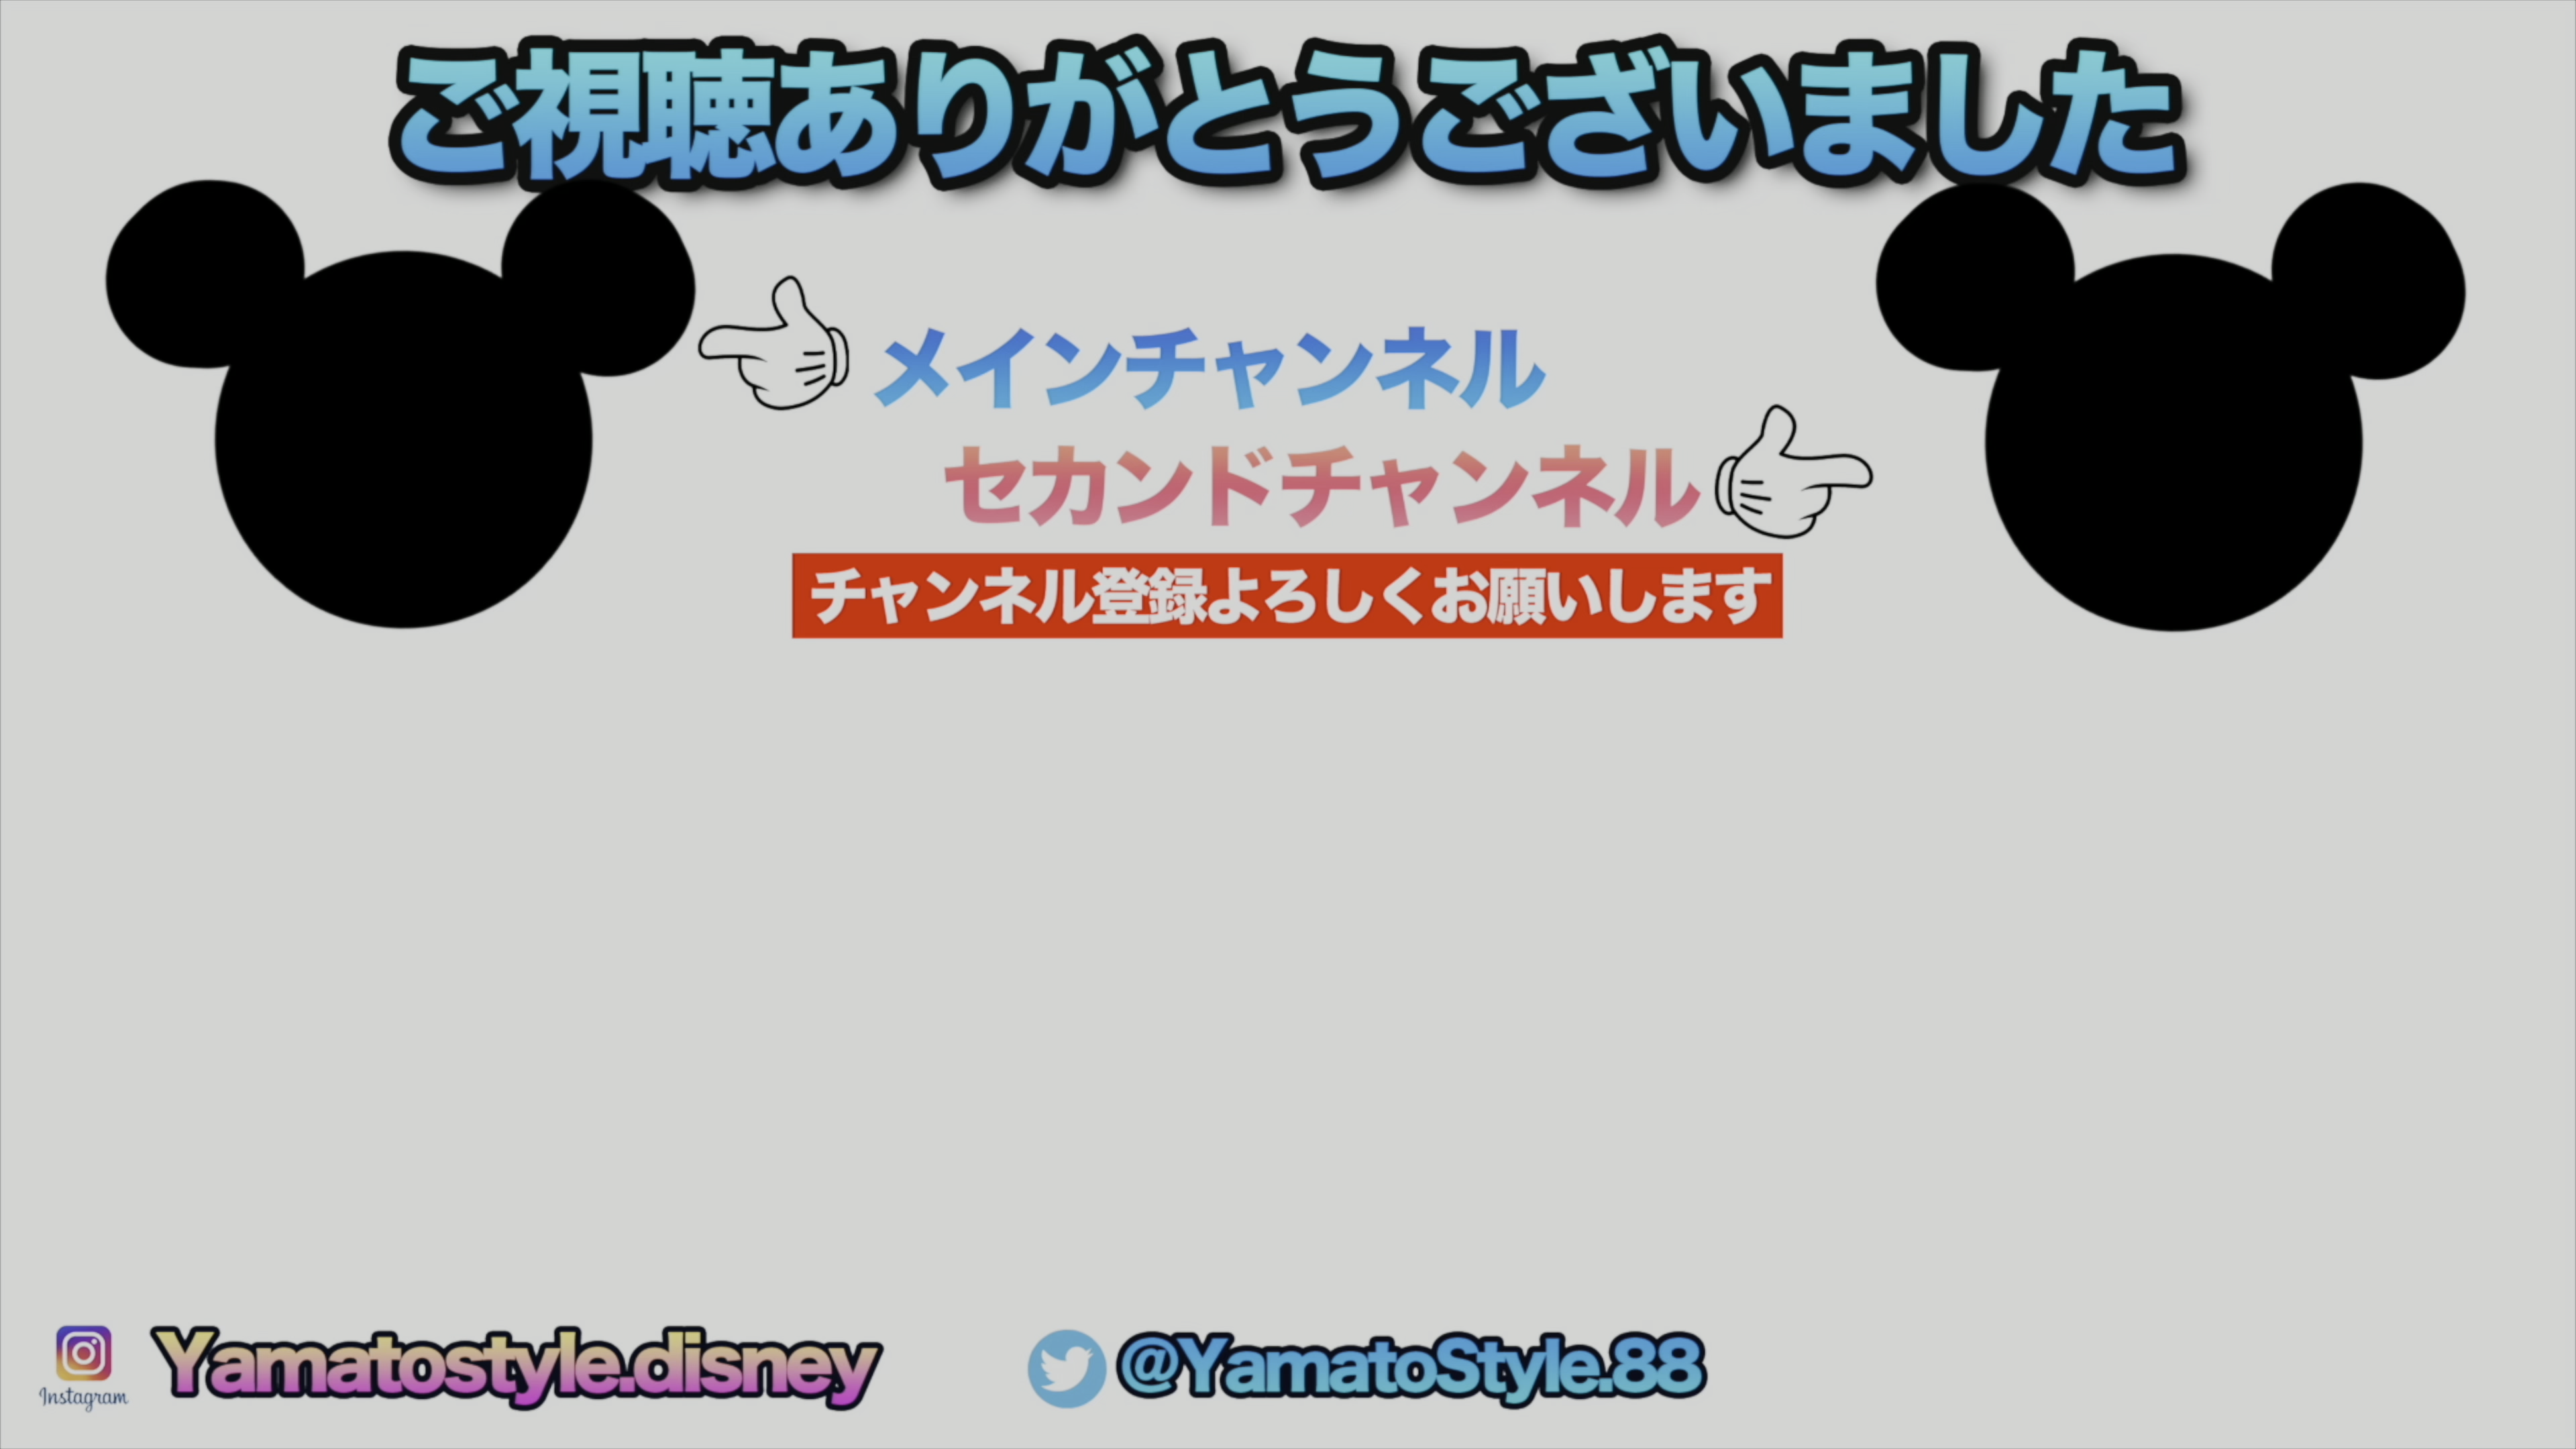 ご視聴ありがとうございました
メインチャンネル
セカンドチャンネル
チャンネル登録よろしくお願いします
Instagram
Yamatostyle.disney
@YamatoStyle.88